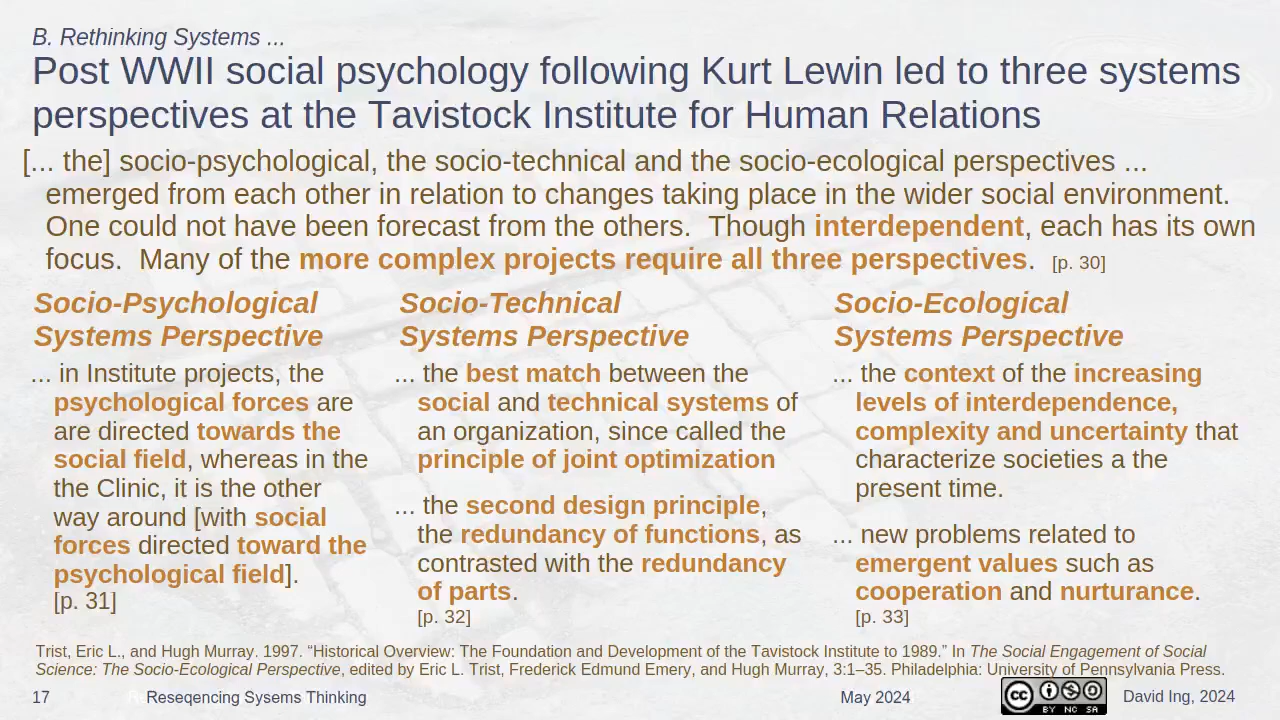 B. Rethinking Systems ...
Post WWII social psychology following Kurt Lewin led to three systems
perspectives at the Tavistock Institute for Human Relations
[... the] socio-psychological, the socio-technical and the socio-ecological perspectives ...
emerged from each other in relation to changes taking place in the wider social environment.
One could not have been forecast from the others. Though interdependent, each has its own
focus. Many of the more complex projects require all three perspectives. [p. 30]
Socio-Psychological
Systems Perspective
... in Institute projects, the
psychological forces are
are directed towards the
social field, whereas in the
the Clinic, it is the other
way around [with social
forces directed toward the
psychological field].
[p. 31]
Socio-Technical
Systems Perspective
... the best match between the
social and technical systems of
an organization, since called the
principle of joint optimization
... the second design principle,
the redundancy of functions, as
contrasted with the redundancy
of parts.
[p. 32]
Socio-Ecological
Systems Perspective
... the context of the increasing
levels of interdependence,
complexity and uncertainty that
characterize societies a the
present time.
... new problems related to
emergent values such as
cooperation and nurturance.
[p. 33]
Trist, Eric L., and Hugh Murray. 1997. “Historical Overview: The Foundation and Development of the Tavistock Institute to 1989.” In The Social Engagement of Social
Science: The Socio-Ecological Perspective, edited by Eric L. Trist, Frederick Edmund Emery, and Hugh Murray, 3:1–35. Philadelphia: University of Pennsylvania Press.
17 Reseqencing Sysems Thinking May 2024 cc BY NC SA David Ing, 2024